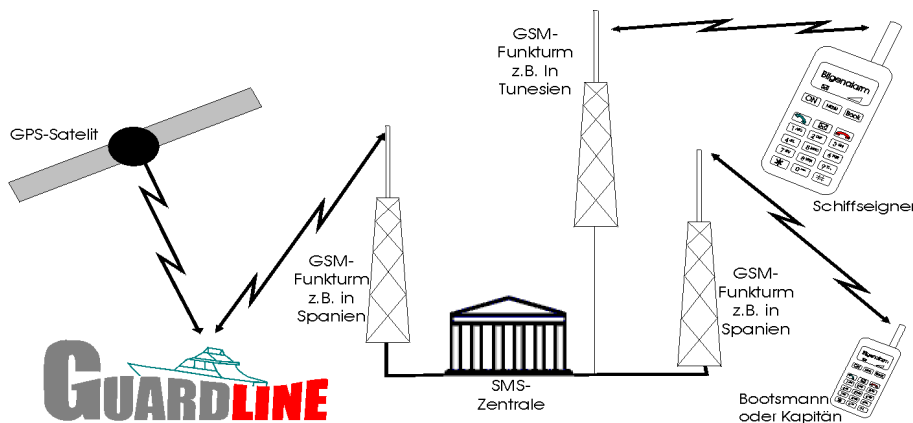 GPS-Satelit
GSM-
Funkturm
z.B. in
Spanien
GUARDLINE
GSM-
Funkturm
z.B. In
Tunesien
SMS-
Zentrale
GSM-
Funkturm
z.B. in
Spanien
Bilgenalarm
ON
Book
Schiffseigner
Bilgenalarm
Bootsmann
oder Kapitän